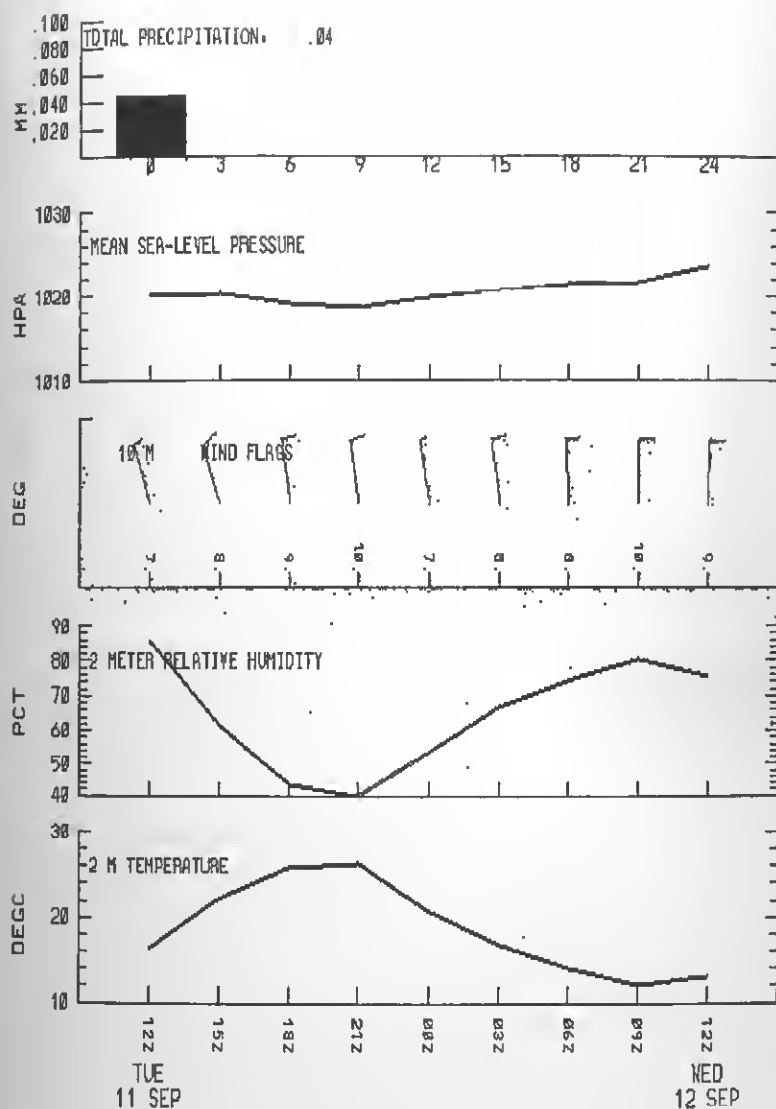 .100
.080
.060
.040
.020
MM
TOTAL PRECIPITATION. .04
0 3 6 9 12 15 18 21 24
1030
1020
1010
HPA
MEAN SEA-LEVEL PRESSURE
DEG
10 M WIND FLAGS
7. 8. 9. 10. 7. 8. 8. 10. 9.
90
80
70
60
50
40
PCT
2 METER RELATIVE HUMIDITY
30
20
10
DEGC
2 M TEMPERATURE
12Z 15Z 18Z 21Z 00Z 03Z 06Z 09Z 12Z
TUE WED
11 SEP 12 SEP